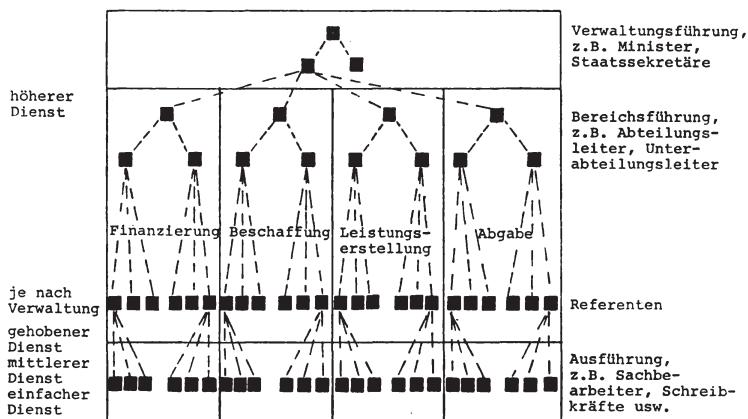 Verwaltungsführung,
z.B. Minister,
Staatssekretäre
höherer
Dienst
Bereichsführung,
z.B. Abteilungs-
leiter, Unter-
abteilungsleiter
Finanzierung Beschaffung Leistungs-
erstellung Abgabe
je nach
Verwaltung
Referenten
gehobener
Dienst
mittlerer
Dienst
einfacher
Dienst
Ausführung,
z.B. Sachbe-
arbeiter, Schreib-
kräfte usw.